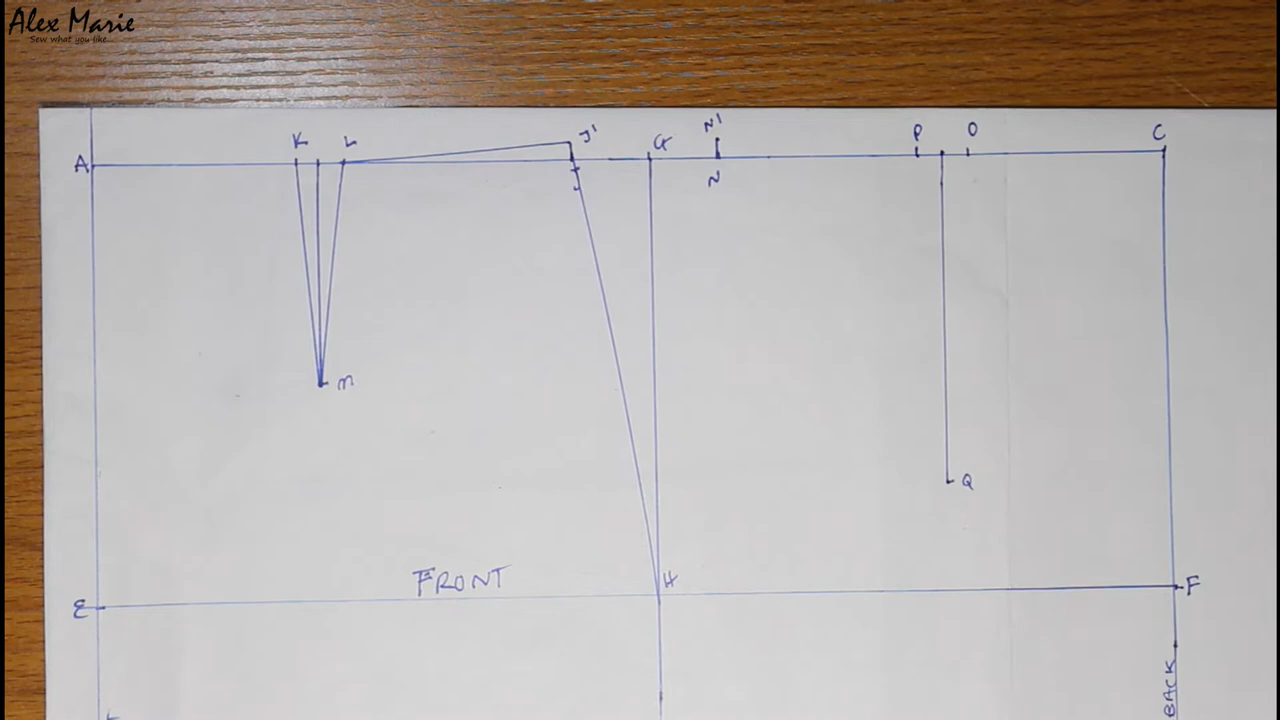 Alex Marie
Sew what you like...
A
K
L
J'
J
G
N'
N
P
O
C
M
Q
FRONT
H
E
F
BACK